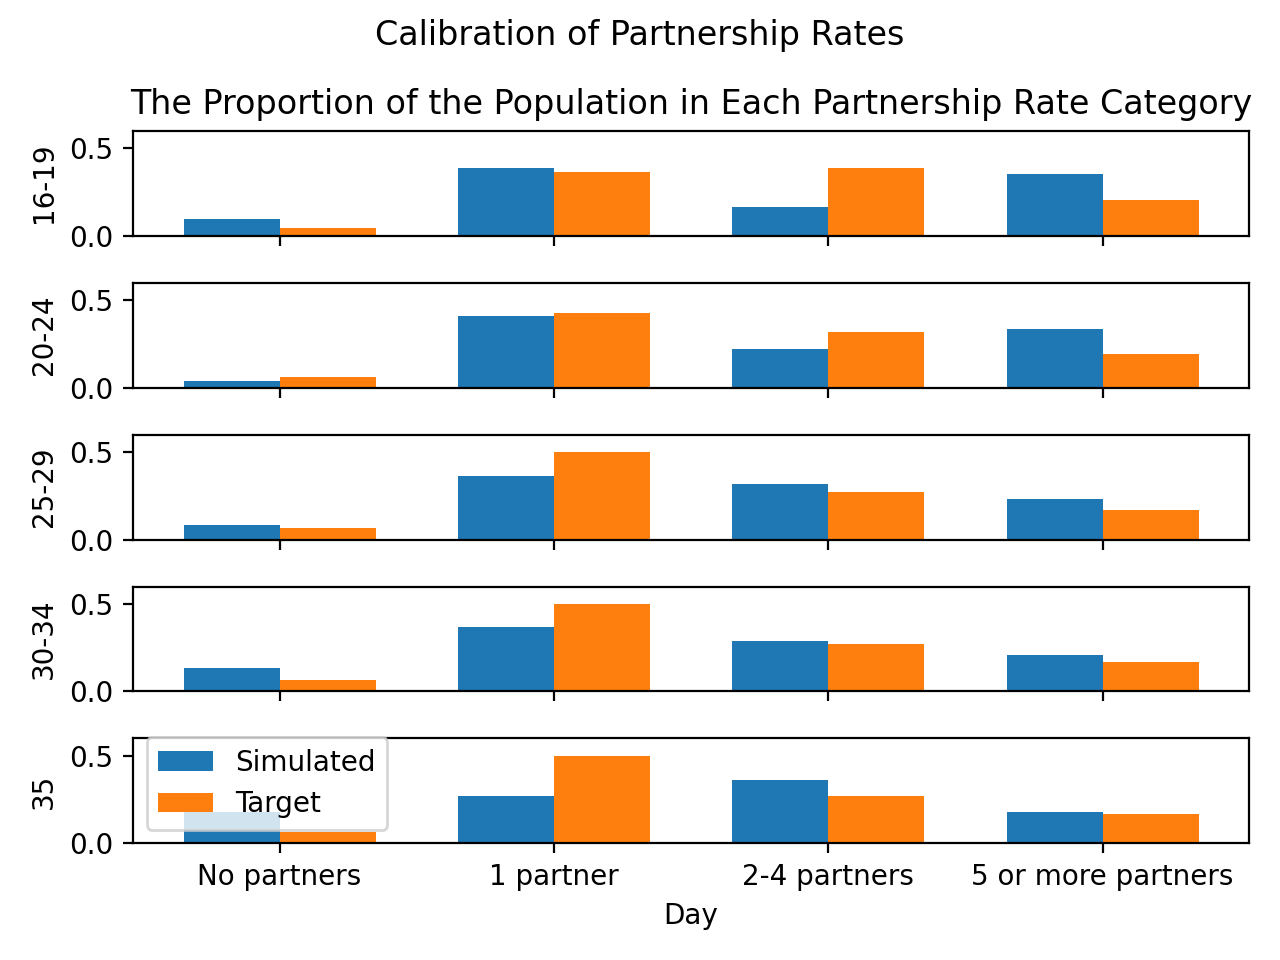 Calibration of Partnership Rates
The Proportion of the Population in Each Partnership Rate Category
0.5
16-19
0.0
0.5
20-24
0.0
0.5
25-29
0.0
0.5
30-34
0.0
0.5
35
0.0
Simulated
Target
No partners 1 partner 2-4 partners 5 or more partners
Day